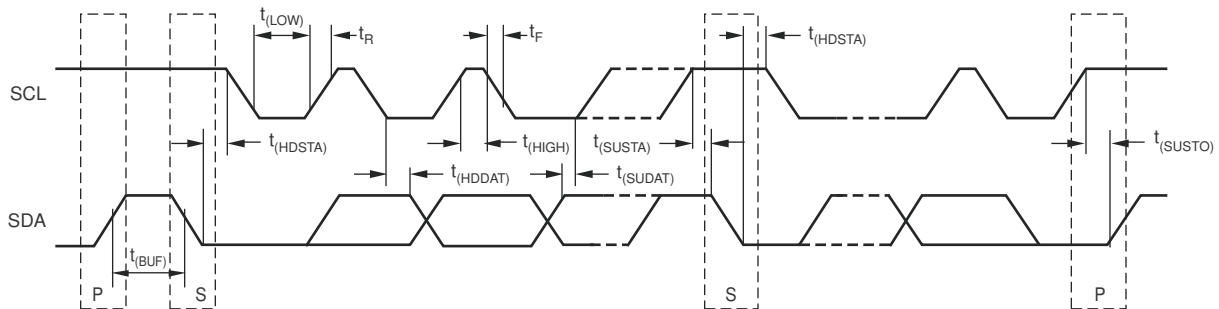 t(LOW)
tR
tF
t(HDSTA)
SCL
t(HDSTA)
t(HIGH)
t(SUSTA)
t(SUSTO)
t(HDDAT)
t(SUDAT)
SDA
t(BUF)
P
S
S
P